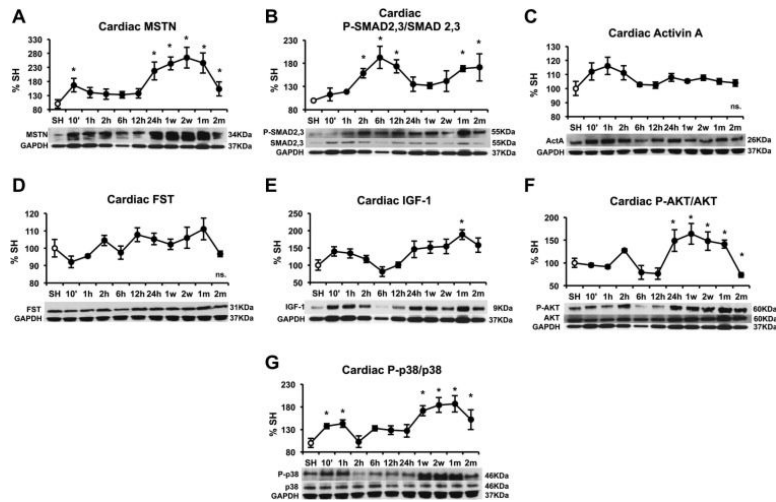 A
Cardiac MSTN
% SH
330
280
230
180
130
80
* * * * * *
SH 10' 1h 2h 6h 12h 24h 1w 2w 1m 2m
MSTN 34KDa
GAPDH 37KDa
B
Cardiac
P-SMAD2,3/SMAD 2,3
% SH
230
180
130
80
* * * * *
SH 10' 1h 2h 6h 12h 24h 1w 2w 1m 2m
P-SMAD2,3 55KDa
SMAD2,3 55KDa
GAPDH 37KDa
C
Cardiac Activin A
% SH
130
120
110
100
90
80
ns.
SH 10' 1h 2h 6h 12h 24h 1w 2w 1m 2m
ActA 26KDa
GAPDH 37KDa
D
Cardiac FST
% SH
120
110
100
90
80
ns.
SH 10' 1h 2h 6h 12h 24h 1w 2w 1m 2m
FST 31KDa
GAPDH 37KDa
E
Cardiac IGF-1
% SH
250
200
150
100
50
*
SH 10' 1h 2h 6h 12h 24h 1w 2w 1m 2m
IGF-1 9KDa
GAPDH 37KDa
F
Cardiac P-AKT/AKT
% SH
200
150
100
50
* * * * *
SH 10' 1h 2h 6h 12h 24h 1w 2w 1m 2m
P-AKT 60KDa
AKT 60KDa
GAPDH 37KDa
G
Cardiac P-p38/p38
% SH
230
180
130
80
* * * * * *
SH 10' 1h 2h 6h 12h 24h 1w 2w 1m 2m
P-p38 46KDa
p38 46KDa
GAPDH 37KDa